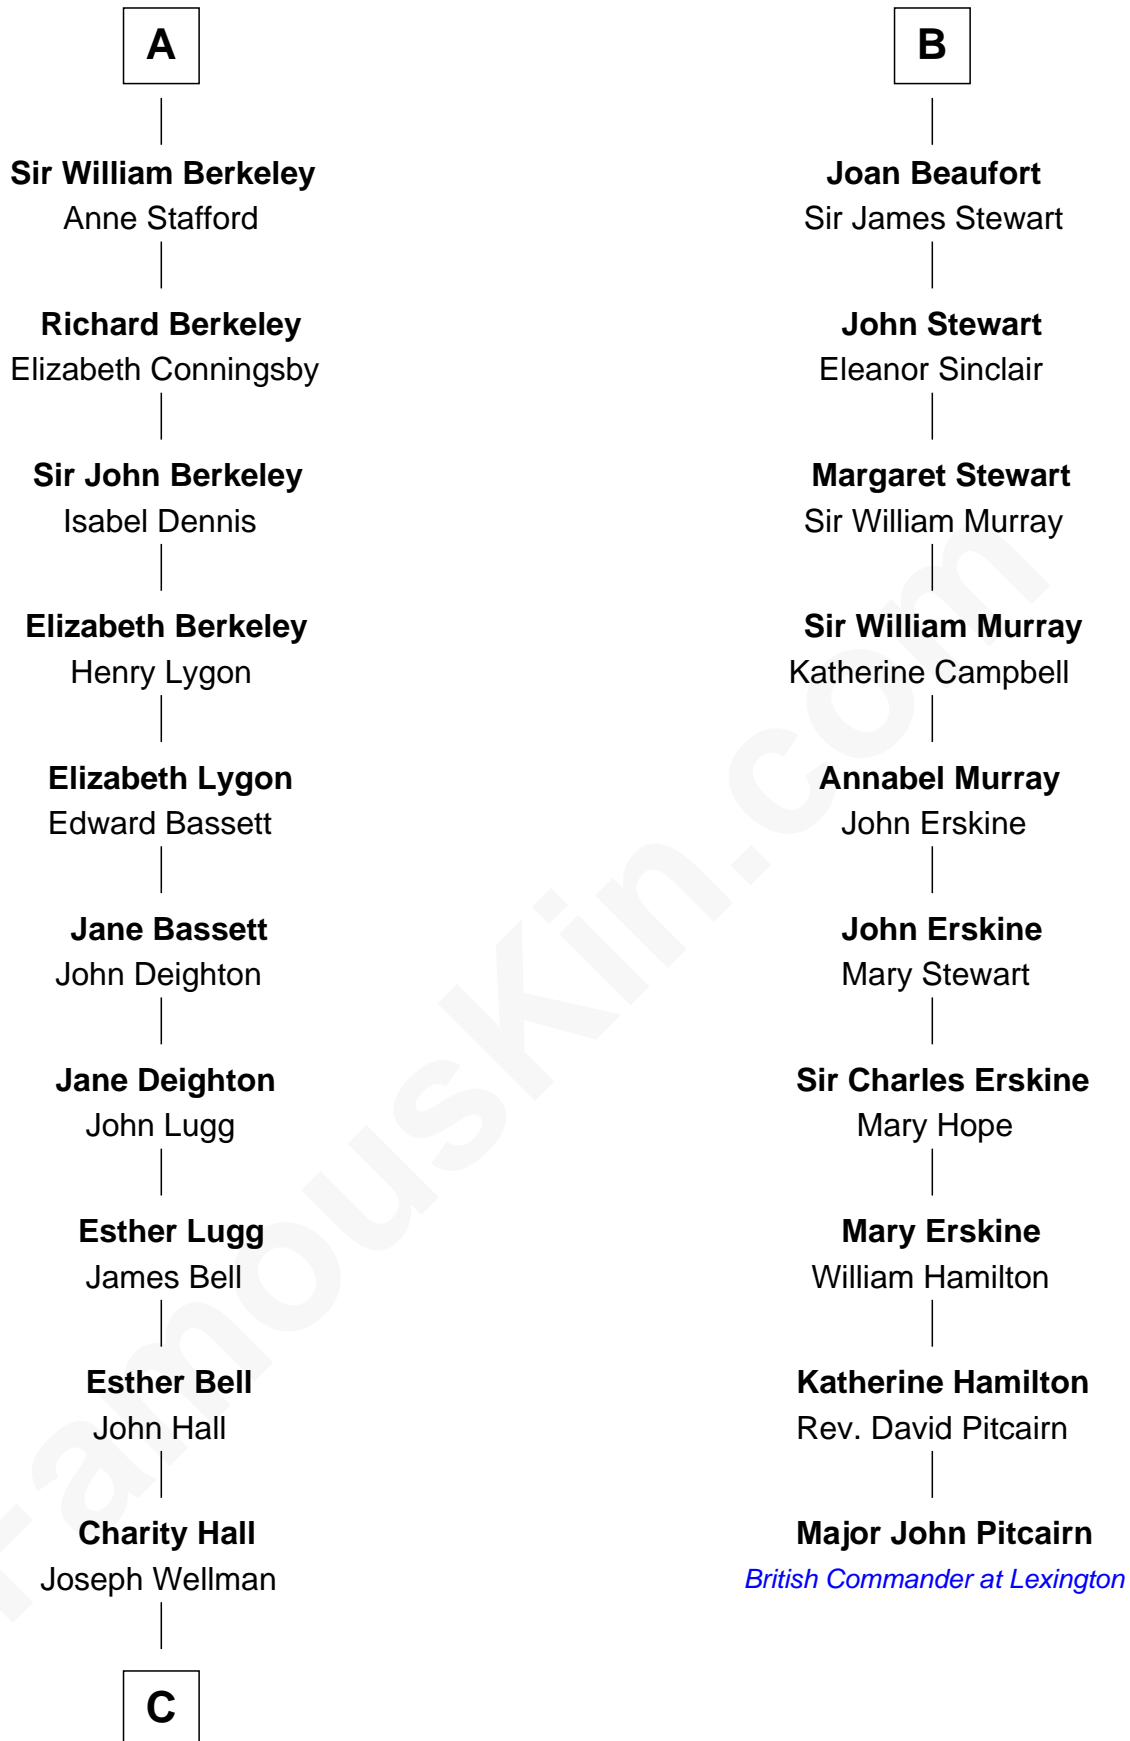 A
Sir William Berkeley
Anne Stafford
Richard Berkeley
Elizabeth Conningsby
Sir John Berkeley
Isabel Dennis
Elizabeth Berkeley
Henry Lygon
Elizabeth Lygon
Edward Bassett
Jane Bassett
John Deighton
Jane Deighton
John Lugg
Esther Lugg
James Bell
Esther Bell
John Hall
Charity Hall
Joseph Wellman
C
B
Joan Beaufort
Sir James Stewart
John Stewart
Eleanor Sinclair
Margaret Stewart
Sir William Murray
Sir William Murray
Katherine Campbell
Annabel Murray
John Erskine
John Erskine
Mary Stewart
Sir Charles Erskine
Mary Hope
Mary Erskine
William Hamilton
Katherine Hamilton
Rev. David Pitcairn
Major John Pitcairn
British Commander at Lexington
FamousKin.com